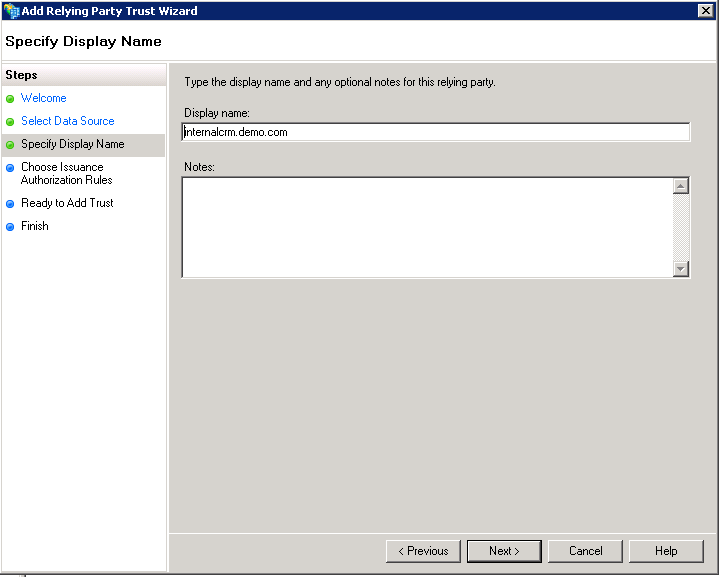 Add Relying Party Trust Wizard
Specify Display Name
Steps
Welcome
Select Data Source
Specify Display Name
Choose Issuance
Authorization Rules
Ready to Add Trust
Finish
Type the display name and any optional notes for this relying party.
Display name:
internalcrm.demo.com
Notes:
< Previous
Next >
Cancel
Help